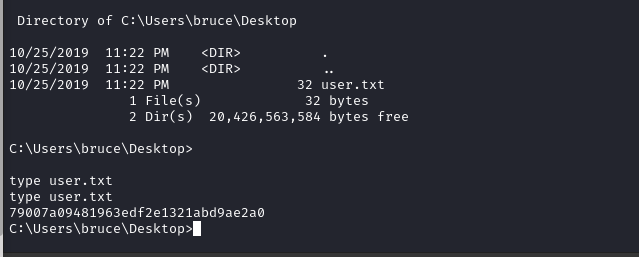 Directory of C:\Users\bruce\Desktop
10/25/2019  11:22 PM    <DIR>          .
10/25/2019  11:22 PM    <DIR>          ..
10/25/2019  11:22 PM                32 user.txt
               1 File(s)             32 bytes
               2 Dir(s)  20,426,563,584 bytes free
C:\Users\bruce\Desktop>
type user.txt
type user.txt
79007a09481963edf2e1321abd9ae2a0
C:\Users\bruce\Desktop>